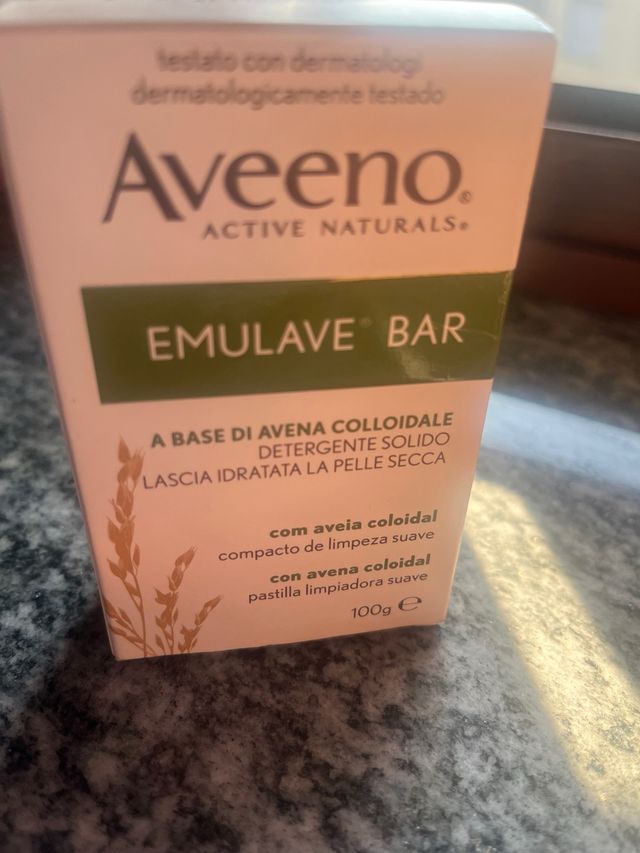 testato con dermatologi
dermatologicamente testado
Aveeno®
ACTIVE NATURALS®
EMULAVE® BAR
A BASE DI AVENA COLLOIDALE
DETERGENTE SOLIDO
LASCIA IDRATATA LA PELLE SECCA
com aveia coloidal
compacto de limpeza suave
con avena coloidal
pastilla limpiadora suave
100g ℮